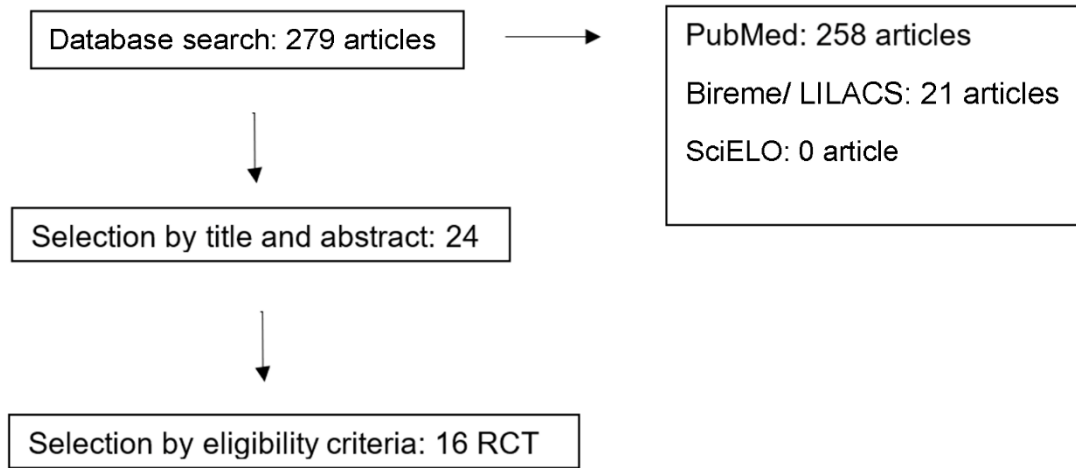 Database search: 279 articles
PubMed: 258 articles
Bireme/ LILACS: 21 articles
SciELO: 0 article
Selection by title and abstract: 24
Selection by eligibility criteria: 16 RCT